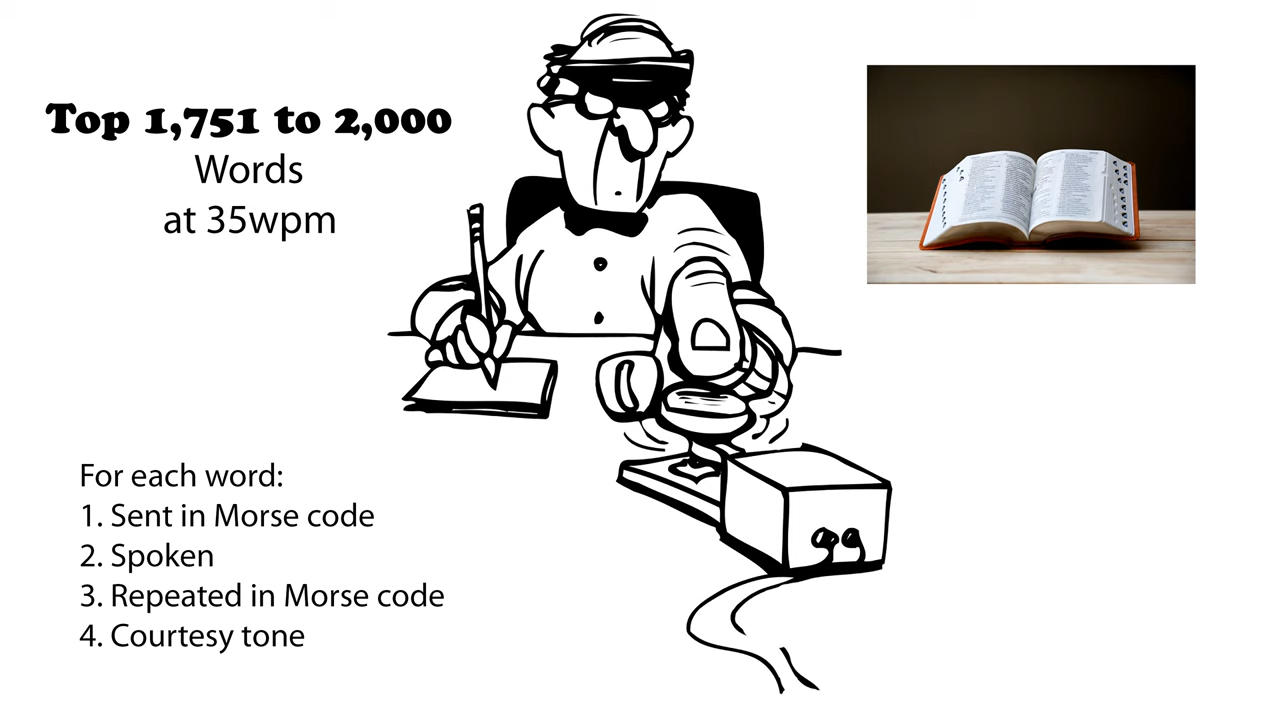 Top 1,751 to 2,000
Words
at 35wpm
For each word:
1. Sent in Morse code
2. Spoken
3. Repeated in Morse code
4. Courtesy tone